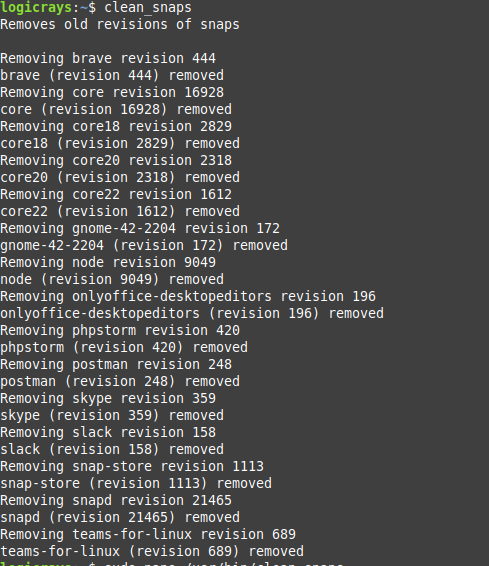 logicrays:~$ clean_snaps
Removes old revisions of snaps
Removing brave revision 444
brave (revision 444) removed
Removing core revision 16928
core (revision 16928) removed
Removing core18 revision 2829
core18 (revision 2829) removed
Removing core20 revision 2318
core20 (revision 2318) removed
Removing core22 revision 1612
core22 (revision 1612) removed
Removing gnome-42-2204 revision 172
gnome-42-2204 (revision 172) removed
Removing node revision 9049
node (revision 9049) removed
Removing onlyoffice-desktopeditors revision 196
onlyoffice-desktopeditors (revision 196) removed
Removing phpstorm revision 420
phpstorm (revision 420) removed
Removing postman revision 248
postman (revision 248) removed
Removing skype revision 359
skype (revision 359) removed
Removing slack revision 158
slack (revision 158) removed
Removing snap-store revision 1113
snap-store (revision 1113) removed
Removing snapd revision 21465
snapd (revision 21465) removed
Removing teams-for-linux revision 689
teams-for-linux (revision 689) removed
logicrays:~$ sudo nano /usr/bin/clean_snaps